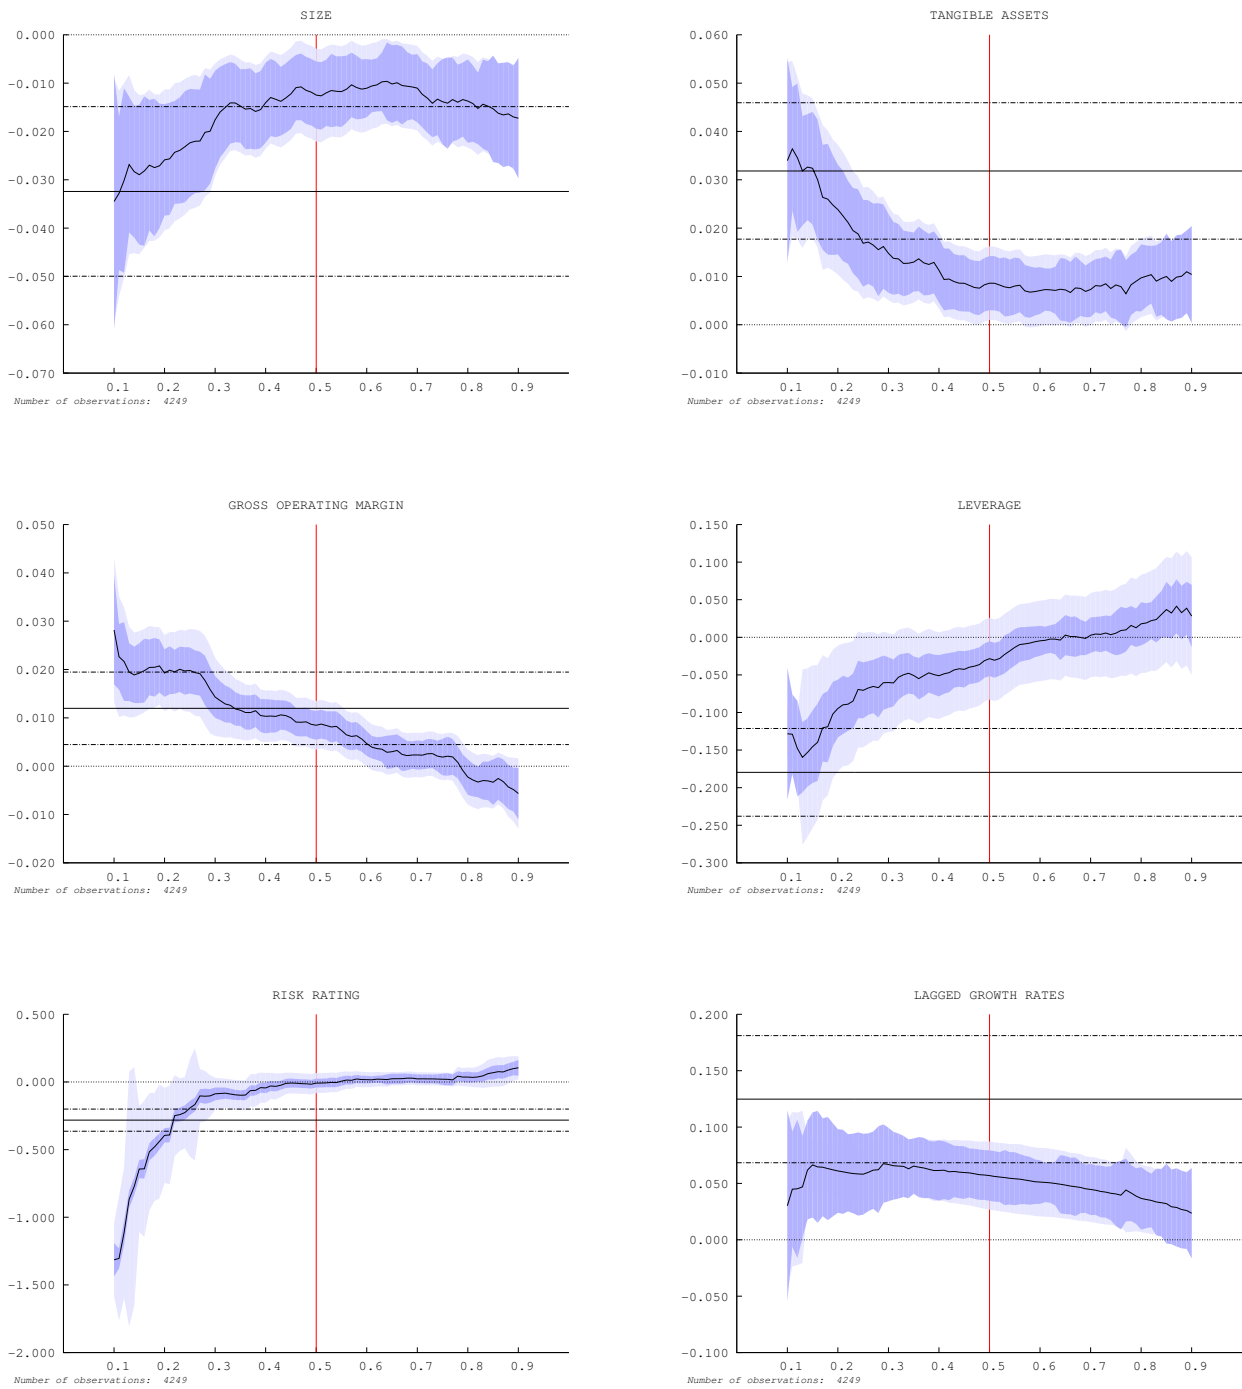 SIZE
0.000
-0.010
-0.020
-0.030
-0.040
-0.050
-0.060
-0.070
0.1 0.2 0.3 0.4 0.5 0.6 0.7 0.8 0.9
Number of observations: 4249
TANGIBLE ASSETS
0.060
0.050
0.040
0.030
0.020
0.010
0.000
-0.010
0.1 0.2 0.3 0.4 0.5 0.6 0.7 0.8 0.9
Number of observations: 4249
GROSS OPERATING MARGIN
0.050
0.040
0.030
0.020
0.010
0.000
-0.010
-0.020
0.1 0.2 0.3 0.4 0.5 0.6 0.7 0.8 0.9
Number of observations: 4249
LEVERAGE
0.150
0.100
0.050
0.000
-0.050
-0.100
-0.150
-0.200
-0.250
-0.300
0.1 0.2 0.3 0.4 0.5 0.6 0.7 0.8 0.9
Number of observations: 4249
RISK RATING
0.500
0.000
-0.500
-1.000
-1.500
-2.000
0.1 0.2 0.3 0.4 0.5 0.6 0.7 0.8 0.9
Number of observations: 4249
LAGGED GROWTH RATES
0.200
0.150
0.100
0.050
0.000
-0.050
-0.100
0.1 0.2 0.3 0.4 0.5 0.6 0.7 0.8 0.9
Number of observations: 4249